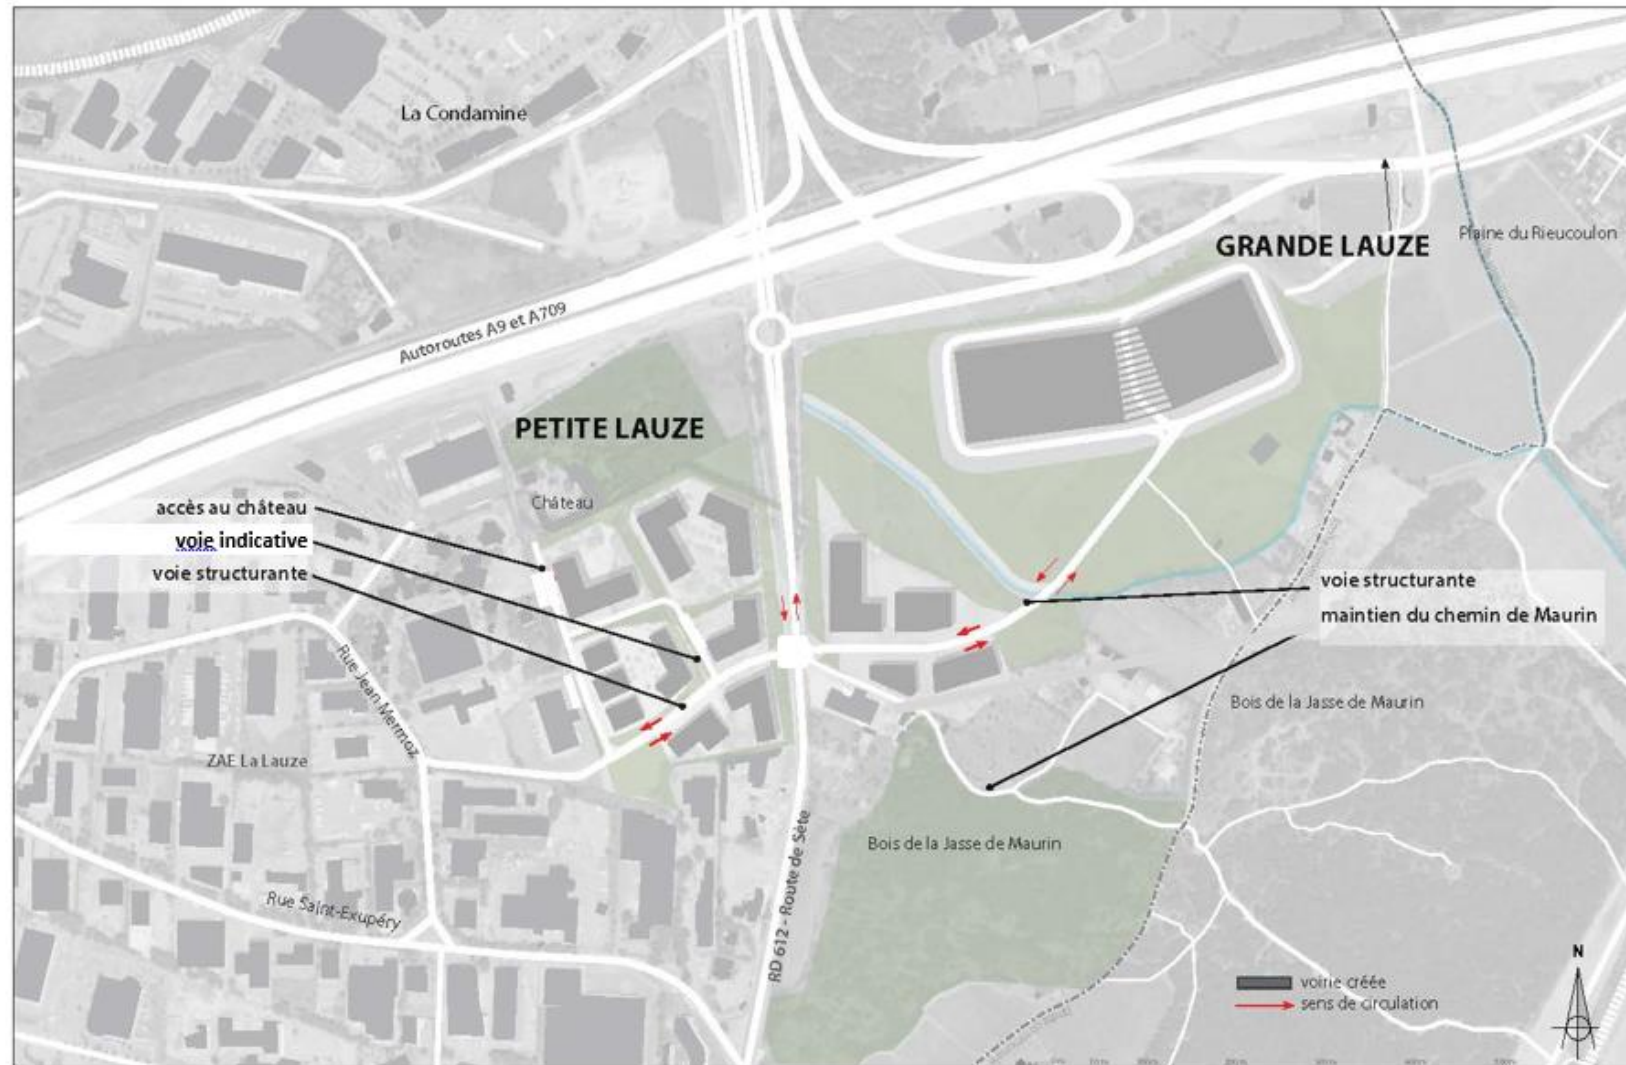 La Condamine
Plaine du Rieucoulon
GRANDE LAUZE
Autoroutes A9 et A709
PETITE LAUZE
Château
accès au château
voie indicative
voie structurante
voie structurante
maintien du chemin de Maurin
Rue Jean Mermoz
Bois de la Jasse de Maurin
ZAE La Lauze
Bois de la Jasse de Maurin
RD 612 - Route de Sète
Rue Saint-Exupéry
N
voirie créée
sens de circulation